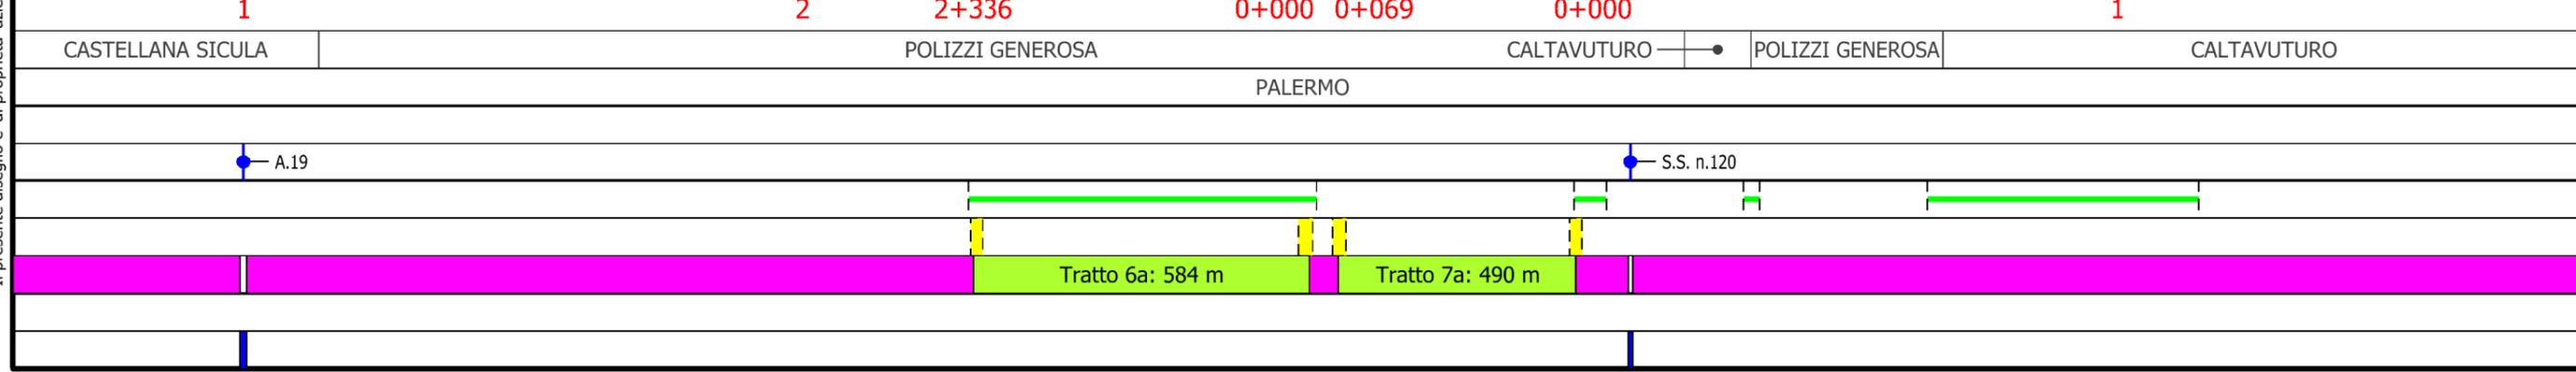 1 2 2+336 0+000 0+069 0+000 1
CASTELLANA SICULA POLIZZI GENEROSA CALTAVUTURO POLIZZI GENEROSA CALTAVUTURO
PALERMO
A.19 S.S. n.120
Tratto 6a: 584 m Tratto 7a: 490 m